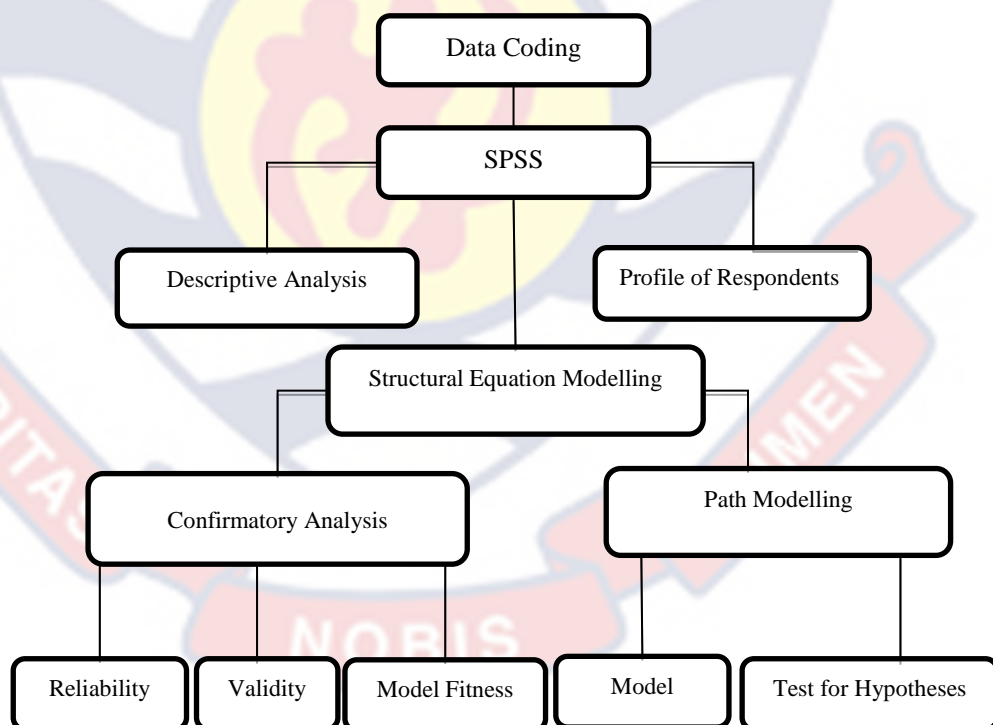 Data Coding
SPSS
Descriptive Analysis
Profile of Respondents
Structural Equation Modelling
Confirmatory Analysis
Path Modelling
NOBIS
Reliability
Validity
Model Fitness
Model
Test for Hypotheses